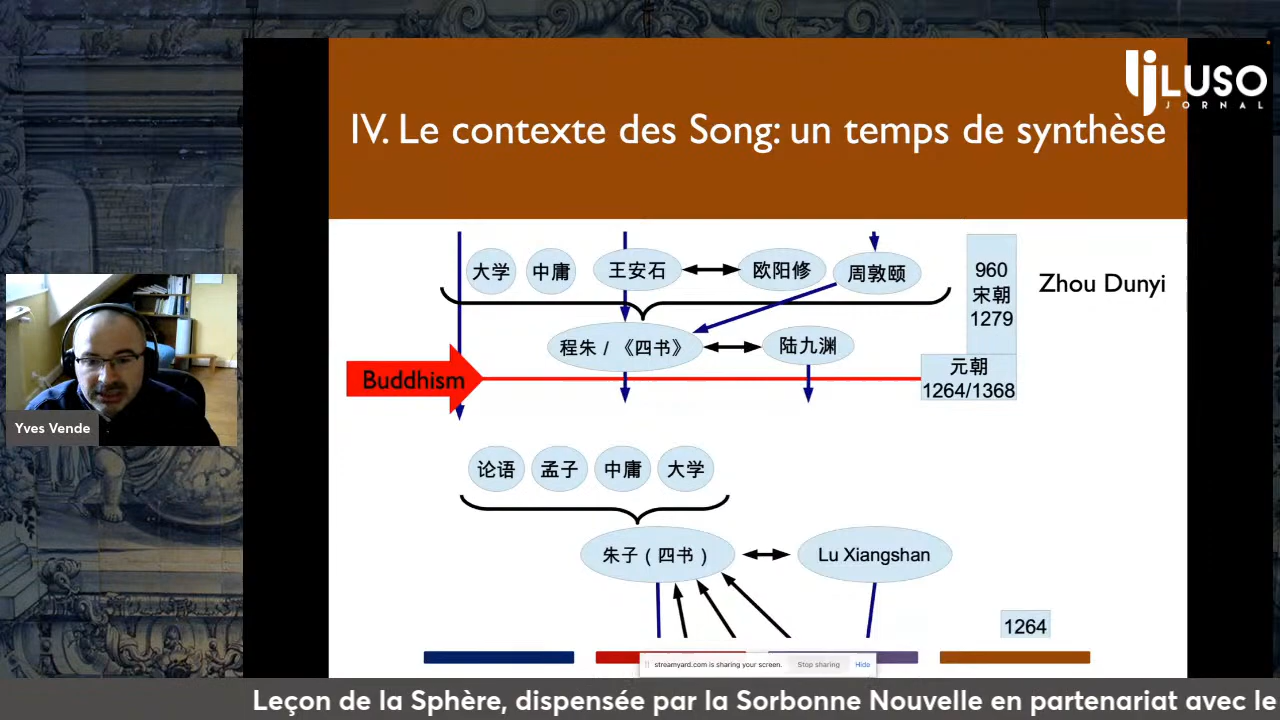 LUSO
JORNAL
IV. Le contexte des Song: un temps de synthèse
大学
中庸
王安石
欧阳修
周敦颐
960
宋朝
1279
Zhou Dunyi
程朱 / 《四书》
陆九渊
元朝
1264/1368
Buddhism
Yves Vende
论语
孟子
中庸
大学
朱子 ( 四书 )
Lu Xiangshan
1264
streamyard.com is sharing your screen.
Stop sharing
Hide
Leçon de la Sphère, dispensée par la Sorbonne Nouvelle en partenariat avec le